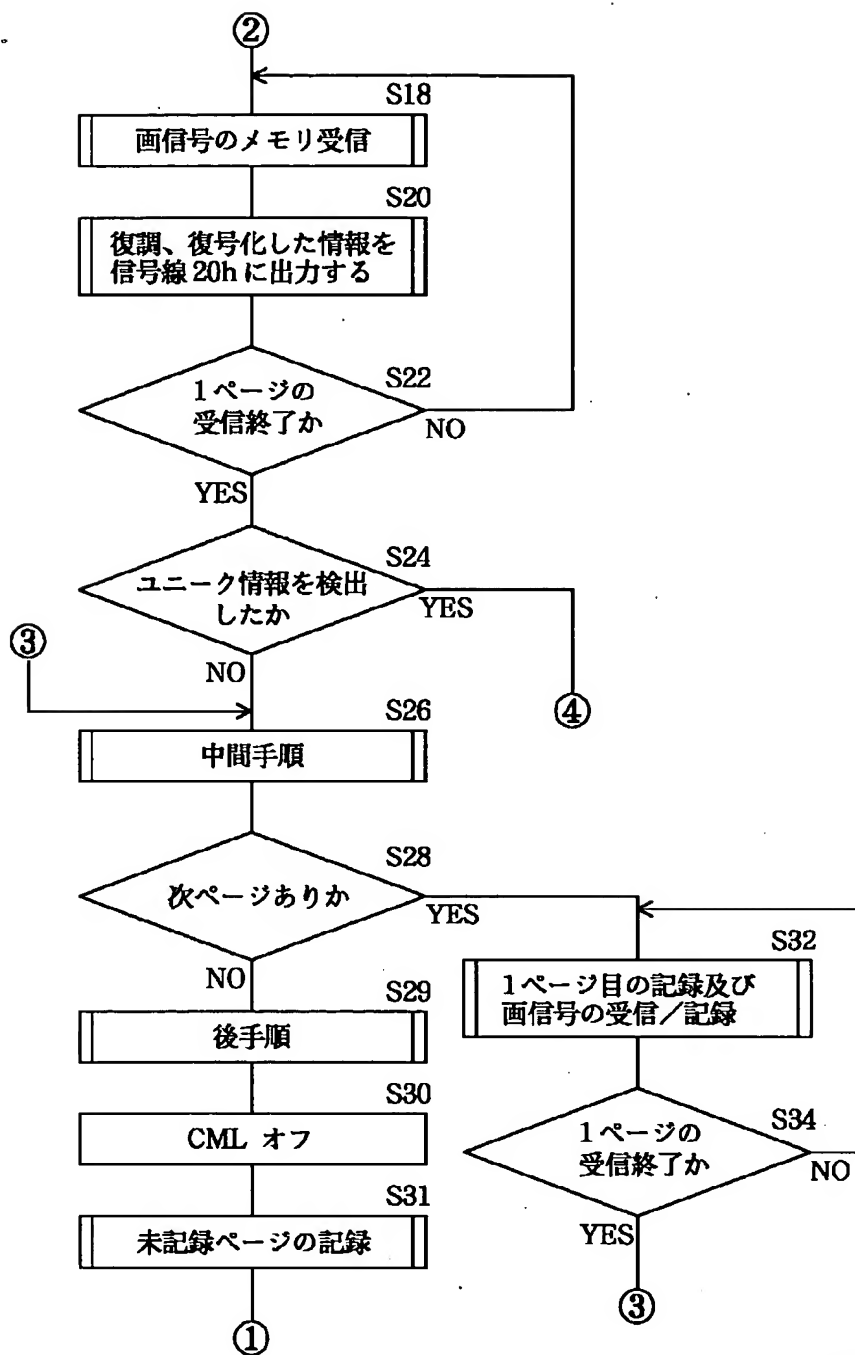 ②
S18
画信号のメモリ受信
S20
復調、復号化した情報を
信号線20hに出力する
S22
1ページの
受信終了か
NO
YES
S24
ユニーク情報を検出
したか
YES
③
NO
④
S26
中間手順
S28
次ページありか
YES
NO
S32
1ページ目の記録及び
画信号の受信／記録
S29
後手順
S30
CML オフ
S34
1ページの
受信終了か
NO
S31
未記録ページの記録
YES
③
①